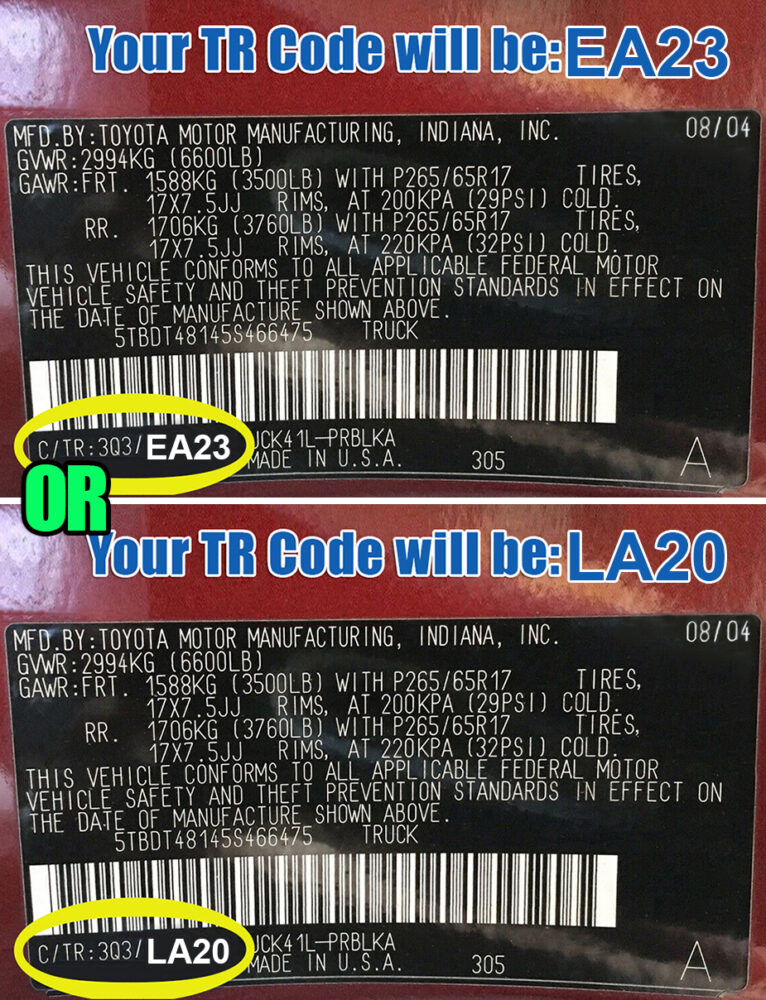 Your TR Code will be:EA23
MFD.BY:TOYOTA MOTOR MANUFACTURING, INDIANA, INC. 08/04
GVWR:2994KG (6600LB)
GAWR:FRT. 1588KG (3500LB) WITH P265/65R17 TIRES,
17X7.5JJ RIMS, AT 200KPA (29PSI) COLD.
RR. 1706KG (3760LB) WITH P265/65R17 TIRES,
17X7.5JJ RIMS, AT 220KPA (32PSI) COLD.
THIS VEHICLE CONFORMS TO ALL APPLICABLE FEDERAL MOTOR
VEHICLE SAFETY AND THEFT PREVENTION STANDARDS IN EFFECT ON
THE DATE OF MANUFACTURE SHOWN ABOVE.
5TBDT48145S466475 TRUCK
C/TR:3Q3/EA23 UCK41L-PRBLKA
MADE IN U.S.A. 305 A
OR
Your TR Code will be:LA20
MFD.BY:TOYOTA MOTOR MANUFACTURING, INDIANA, INC. 08/04
GVWR:2994KG (6600LB)
GAWR:FRT. 1588KG (3500LB) WITH P265/65R17 TIRES,
17X7.5JJ RIMS, AT 200KPA (29PSI) COLD.
RR. 1706KG (3760LB) WITH P265/65R17 TIRES,
17X7.5JJ RIMS, AT 220KPA (32PSI) COLD.
THIS VEHICLE CONFORMS TO ALL APPLICABLE FEDERAL MOTOR
VEHICLE SAFETY AND THEFT PREVENTION STANDARDS IN EFFECT ON
THE DATE OF MANUFACTURE SHOWN ABOVE.
5TBDT48145S466475 TRUCK
C/TR:3Q3/LA20 UCK41L-PRBLKA
MADE IN U.S.A. 305 A